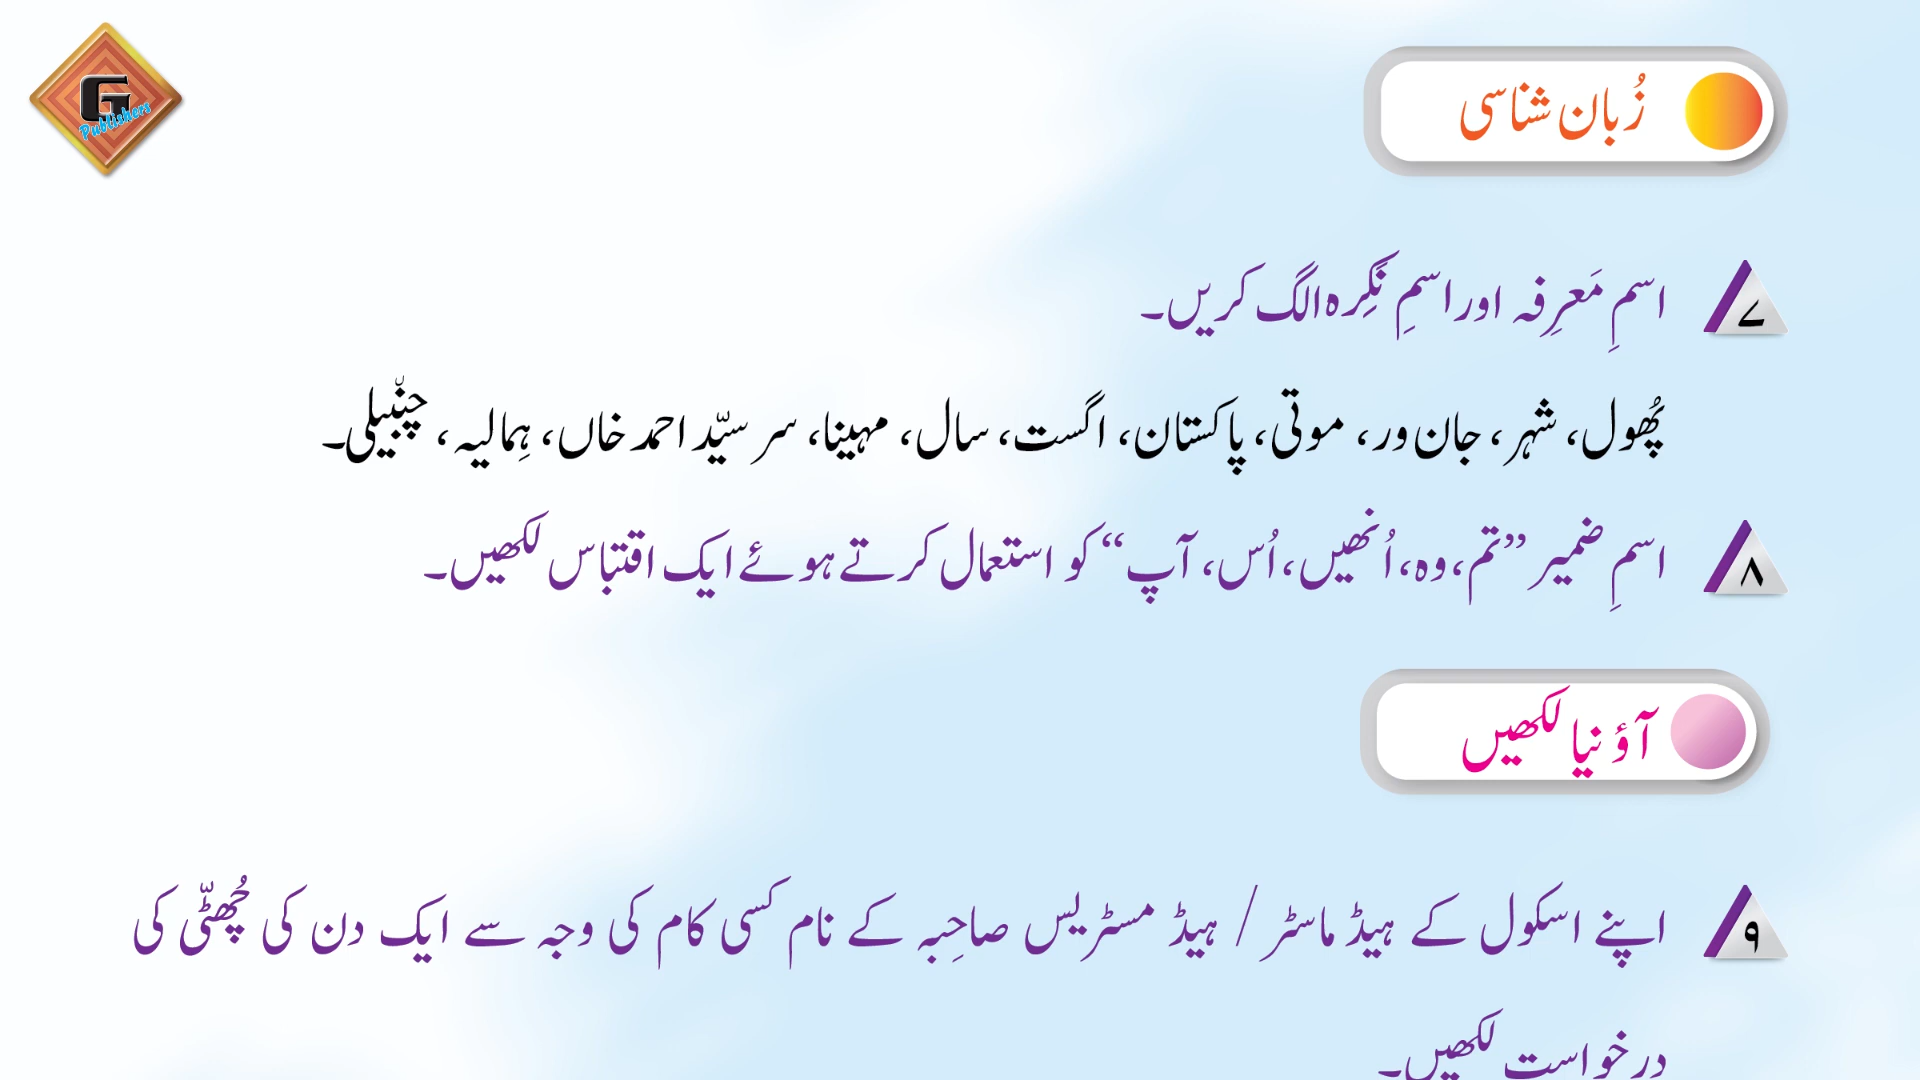 G
Publishers
زُبان شناسی
۷ اسمِ مَعرِفہ اور اسمِ نَکِرہ الگ کریں۔
پُھول، شہر، جان ور، موتی، پاکستان، اگست، سال، مہینا، سر سیّد احمد خاں، ہِمالیہ، چنبیلی۔
۸ اسمِ ضمیر ”تم، وہ، اُنھیں، اُس، آپ“ کو استعمال کرتے ہوئے ایک اقتباس لکھیں۔
آؤ نیا لکھیں
۹ اپنے اسکول کے ہیڈ ماسٹر / ہیڈ مسٹریس صاحِبہ کے نام کسی کام کی وجہ سے ایک دن کی چُھٹّی کی
درخواست لکھیں۔